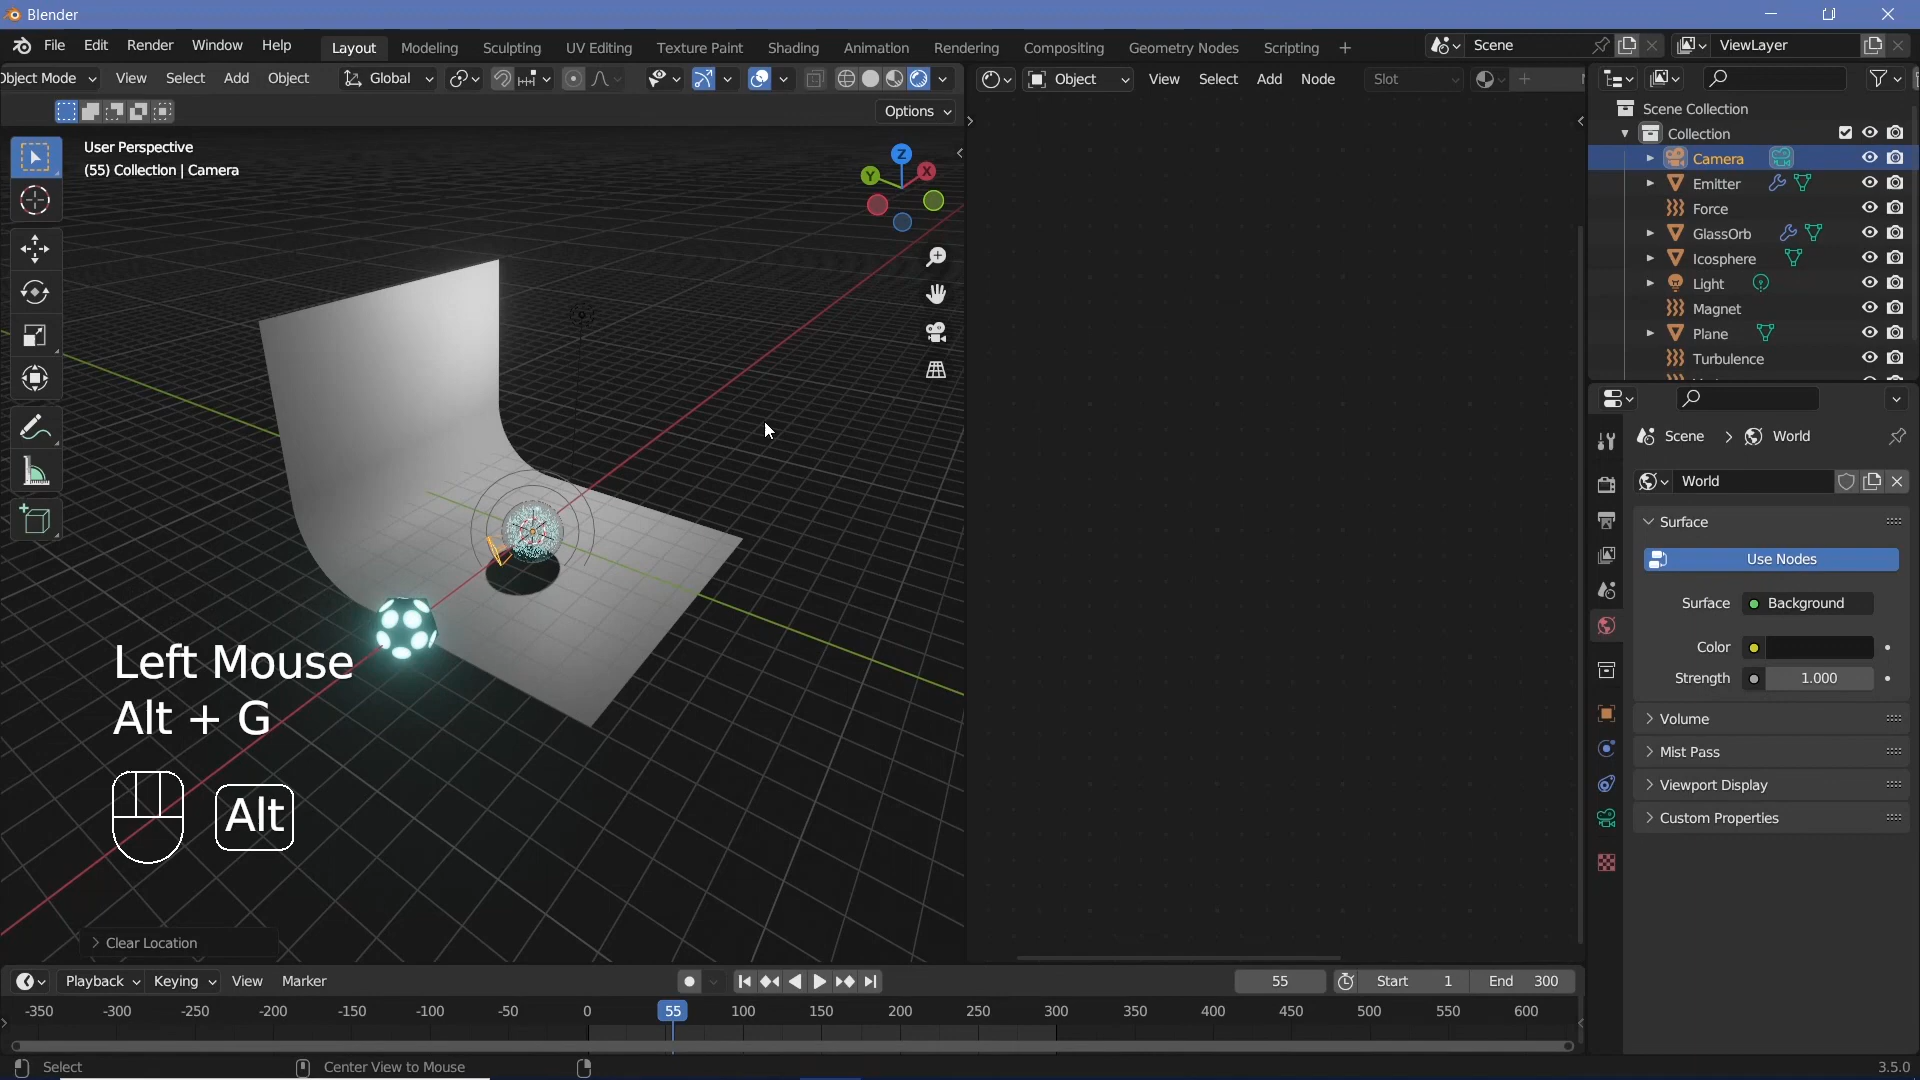 Blender
File Edit Render Window Help Layout Modeling Sculpting UV Editing Texture Paint Shading Animation Rendering Compositing Geometry Nodes Scripting + Scene ViewLayer
bject Mode View Select Add Object Global Object View Select Add Node Slot
Options
User Perspective
(55) Collection | Camera
Z
X
Y
Scene Collection
Collection
Camera
Emitter
Force
GlassOrb
Icosphere
Light
Magnet
Plane
Turbulence
Scene > World
World
Surface
Use Nodes
Surface Background
Color
Strength 1.000
Volume
Mist Pass
Viewport Display
Custom Properties
Left Mouse
Alt + G
Alt
Clear Location
Playback Keying View Marker 55 Start 1 End 300
-350 -300 -250 -200 -150 -100 -50 0 55 100 150 200 250 300 350 400 450 500 550 600
Select Center View to Mouse 3.5.0